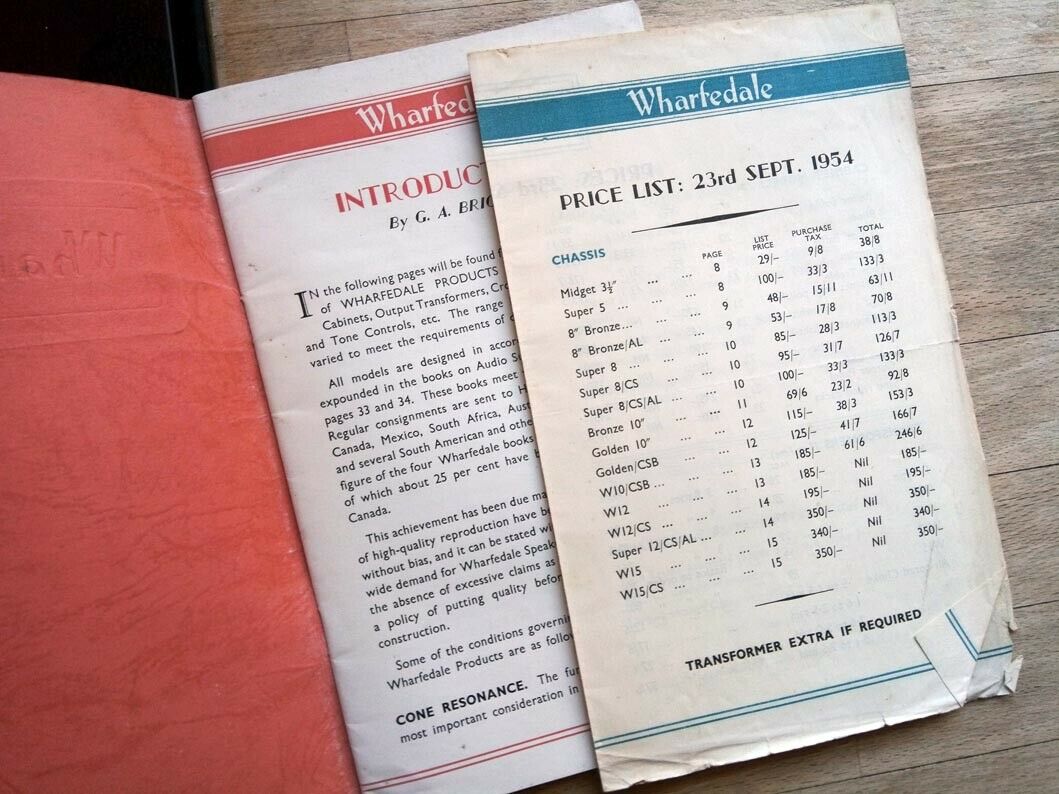 Wharfed
INTRODUCT
By G. A. BRIG
IN the following pages will be found
of WHARFEDALE PRODUCTS
Cabinets, Output Transformers, Cro
and Tone Controls, etc. The range
varied to meet the requirements of
All models are designed in accor
expounded in the books on Audio
pages 33 and 34. These books meet
Regular consignments are sent to H
Canada, Mexico, South Africa, Aust
and several South American and othe
figure of the four Wharfedale books
of which about 25 per cent have
Canada.
This achievement has been due ma
of high-quality reproduction have b
without bias, and it can be stated wi
wide demand for Wharfedale Speak
the absence of excessive claims as
a policy of putting quality befor
construction.
Some of the conditions governi
Wharfedale Products are as follow
CONE RESONANCE. The fun
most important consideration in
Wharfedale
PRICE LIST: 23rd SEPT. 1954
CHASSIS PAGE LIST PRICE PURCHASE TAX TOTAL
Midget 3½" ... ... 8 29/- 9/8 38/8
Super 5 ... ... ... 8 100/- 33/3 133/3
8" Bronze... ... ... 9 48/- 15/11 63/11
8" Bronze/AL ... ... 9 53/- 17/8 70/8
Super 8 ... ... ... 10 85/- 28/3 113/3
Super 8/CS ... ... 10 95/- 31/7 126/7
Super 8/CS/AL ... ... 10 100/- 33/3 133/3
Bronze 10" ... ... 11 69/6 23/2 92/8
Golden 10" ... ... 12 115/- 38/3 153/3
Golden/CSB ... ... 12 125/- 41/7 166/7
W10/CSB ... ... ... 13 185/- 61/6 246/6
W12 ... ... ... 13 185/- Nil 185/-
W12/CS ... ... ... 14 195/- Nil 195/-
Super 12/CS/AL ... ... 14 350/- Nil 350/-
W15 ... ... ... 15 340/- Nil 340/-
W15/CS ... ... ... 15 350/- Nil 350/-
TRANSFORMER EXTRA IF REQUIRED